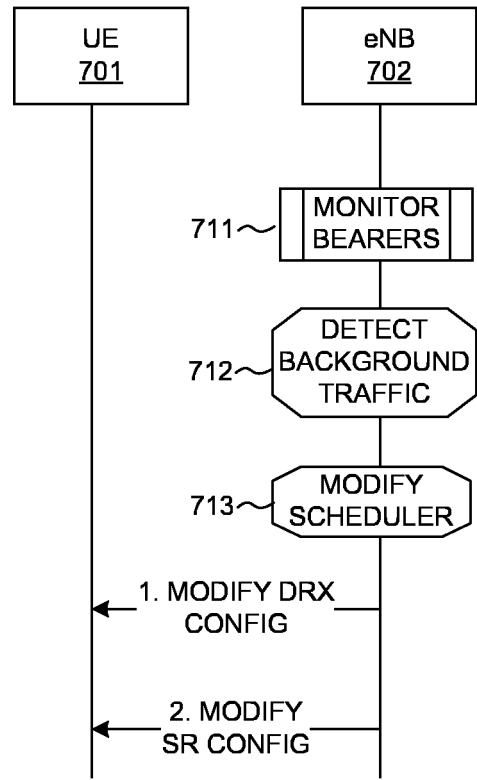 UE
701
eNB
702
711
MONITOR
BEARERS
712
DETECT
BACKGROUND
TRAFFIC
713
MODIFY
SCHEDULER
1. MODIFY DRX
CONFIG
2. MODIFY
SR CONFIG